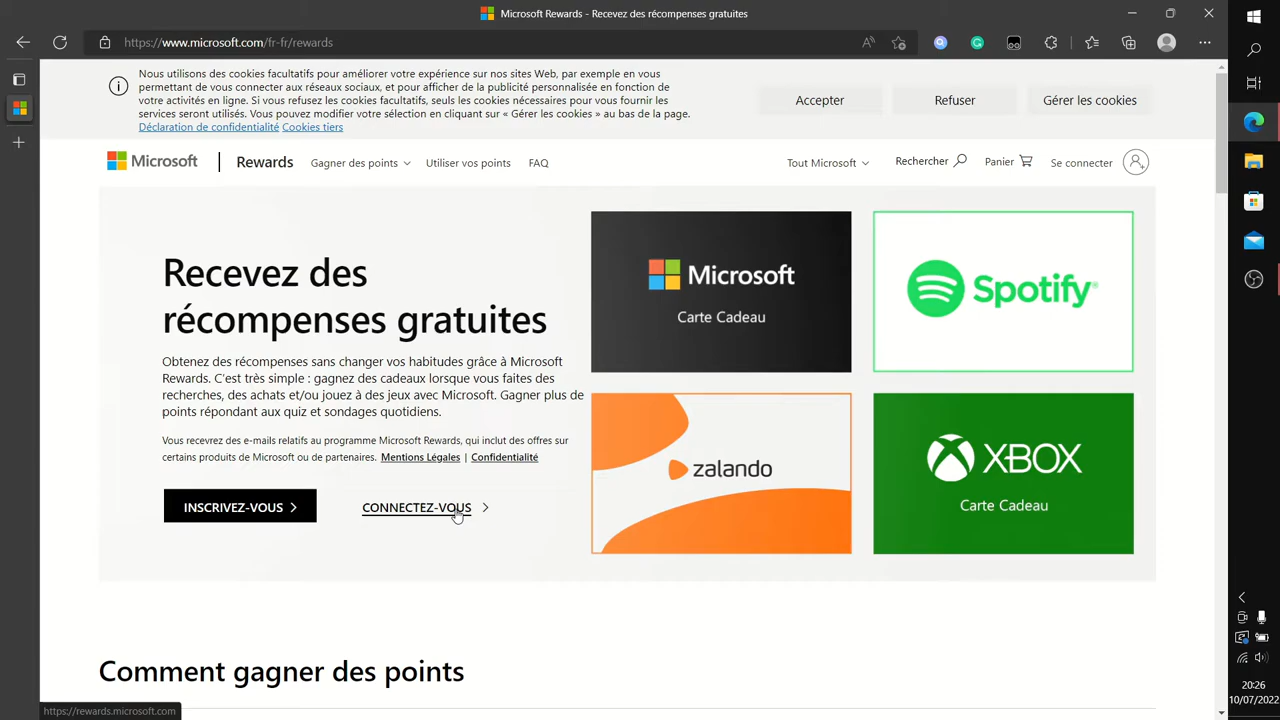 Microsoft Rewards - Recevez des récompenses gratuites
https://www.microsoft.com/fr-fr/rewards
Nous utilisons des cookies facultatifs pour améliorer votre expérience sur nos sites Web, par exemple en vous
permettant de vous connecter aux réseaux sociaux, et pour afficher de la publicité personnalisée en fonction de
votre activités en ligne. Si vous refusez les cookies facultatifs, seuls les cookies nécessaires pour vous fournir les
services seront utilisés. Vous pouvez modifier votre sélection en cliquant sur « Gérer les cookies » au bas de la page.
Déclaration de confidentialité Cookies tiers
Accepter
Refuser
Gérer les cookies
Microsoft
Rewards
Gagner des points
Utiliser vos points
FAQ
Tout Microsoft
Rechercher
Panier
Se connecter
Recevez des
récompenses gratuites
Obtenez des récompenses sans changer vos habitudes grâce à Microsoft
Rewards. C'est très simple : gagnez des cadeaux lorsque vous faites des
recherches, des achats et/ou jouez à des jeux avec Microsoft. Gagner plus de
points répondant aux quiz et sondages quotidiens.
Vous recevrez des e-mails relatifs au programme Microsoft Rewards, qui inclut des offres sur
certains produits de Microsoft ou de partenaires. Mentions Légales | Confidentialité
INSCRIVEZ-VOUS
CONNECTEZ-VOUS
Microsoft
Carte Cadeau
Spotify
zalando
XBOX
Carte Cadeau
Comment gagner des points
https://rewards.microsoft.com
20:26
10/07/2022